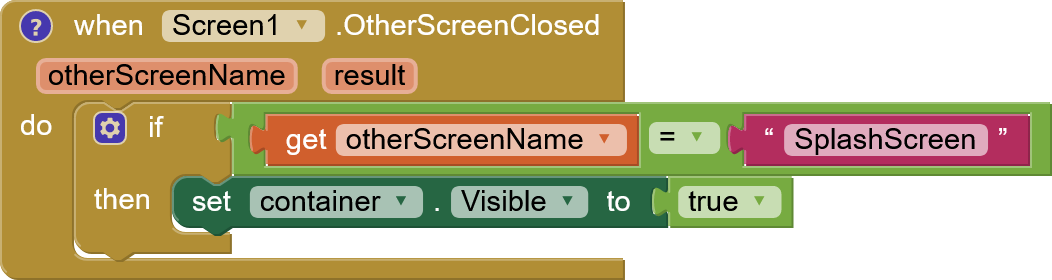 ? when Screen1 .OtherScreenClosed
otherScreenName result
do if get otherScreenName = “ SplashScreen ”
then set container . Visible to true